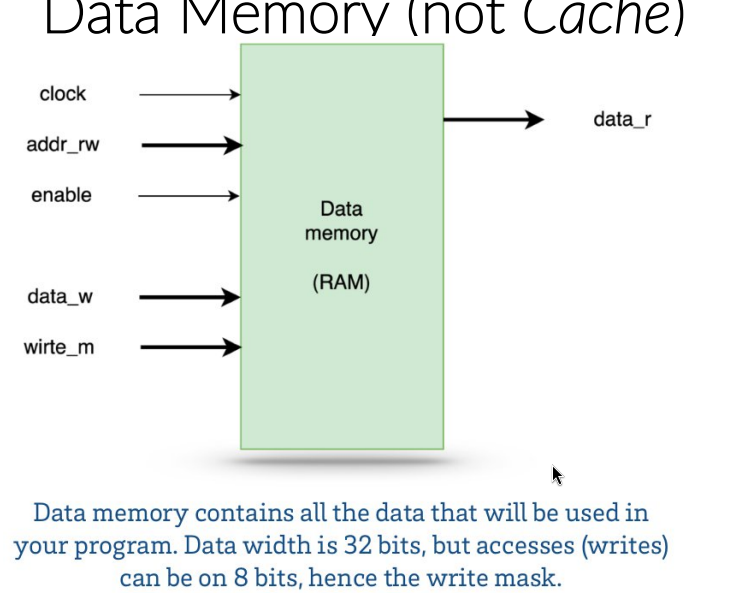 Data Memory (not Cache)
clock
addr_rw
enable
data_w
wirte_m
Data
memory
(RAM)
data_r
Data memory contains all the data that will be used in
your program. Data width is 32 bits, but accesses (writes)
can be on 8 bits, hence the write mask.